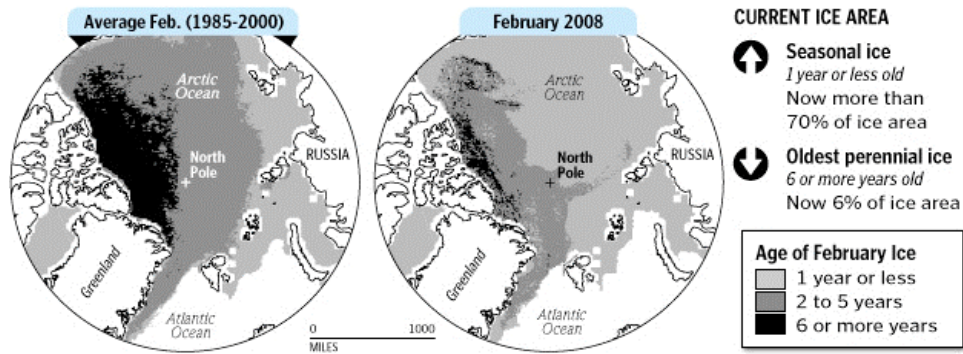 Average Feb. (1985-2000)
Arctic
Ocean
North
Pole
RUSSIA
Greenland
Atlantic
Ocean
0 1000
MILES
February 2008
Arctic
Ocean
North
Pole
RUSSIA
Greenland
Atlantic
Ocean
CURRENT ICE AREA
Seasonal ice
1 year or less old
Now more than
70% of ice area
Oldest perennial ice
6 or more years old
Now 6% of ice area
Age of February Ice
1 year or less
2 to 5 years
6 or more years